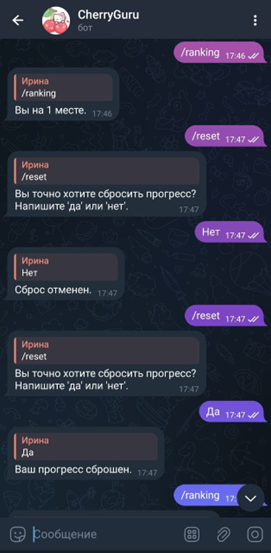 CherryGuru
бот
/ranking 17:46
Ирина
/ranking
Вы на 1 месте. 17:46
/reset 17:47
Ирина
/reset
Вы точно хотите сбросить прогресс?
Напишите 'да' или 'нет'. 17:47
Нет 17:47
Ирина
Нет
Сброс отменен. 17:47
/reset 17:47
Ирина
/reset
Вы точно хотите сбросить прогресс?
Напишите 'да' или 'нет'. 17:47
Да 17:47
Ирина
Да
Ваш прогресс сброшен. 17:47
/ranking 17:
Сообщение